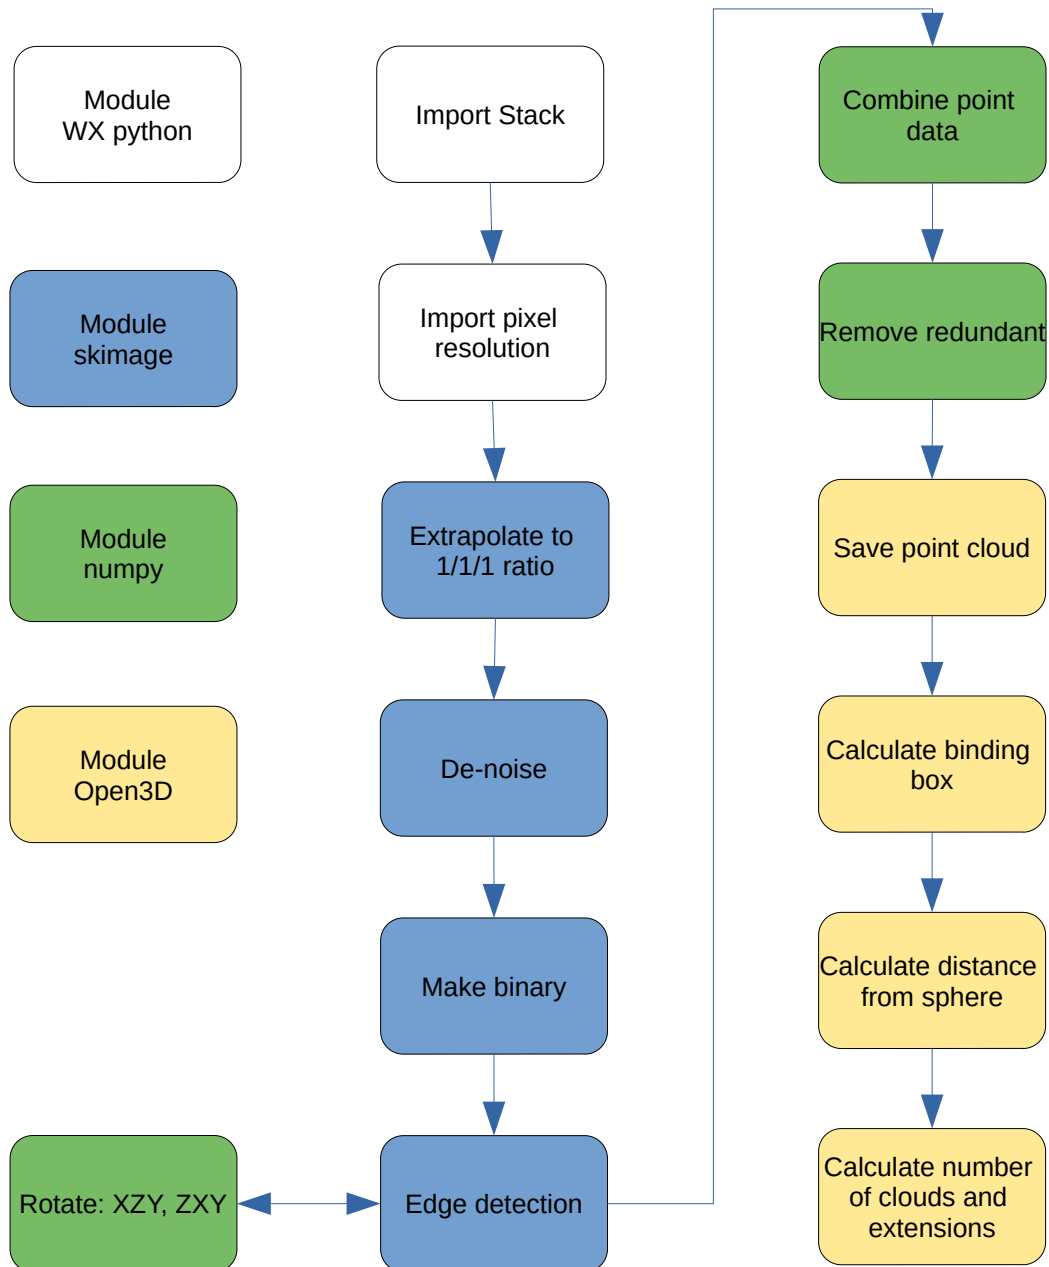 Module
WX python
Module
skimage
Module
numpy
Module
Open3D
Rotate: XZY, ZXY
Import Stack
Import pixel
resolution
Extrapolate to
1/1/1 ratio
De-noise
Make binary
Edge detection
Combine point
data
Remove redundant
Save point cloud
Calculate binding
box
Calculate distance
from sphere
Calculate number
of clouds and
extensions